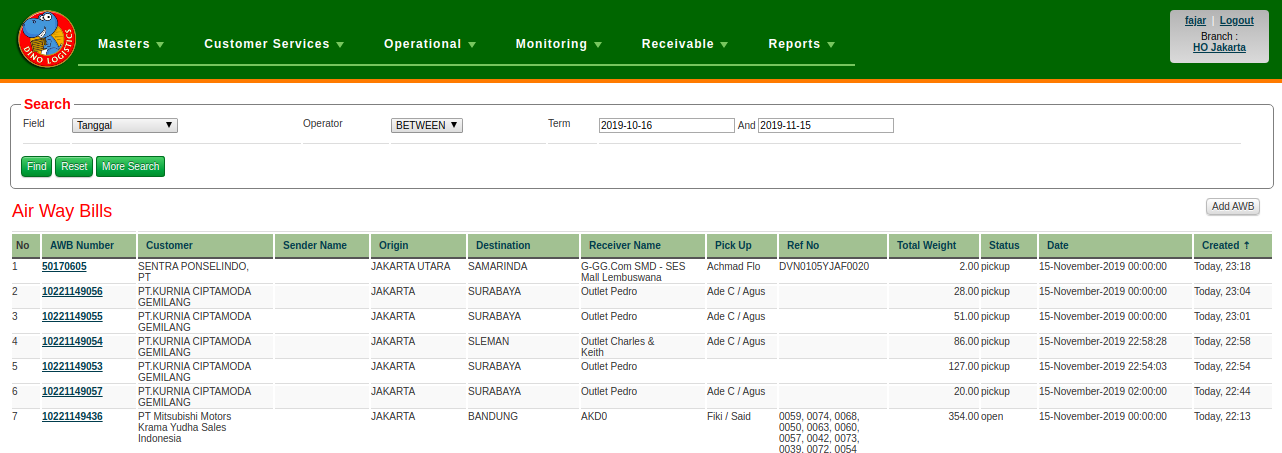 DINO LOGISTICS
Masters Customer Services Operational Monitoring Receivable Reports
fajar | Logout
Branch :
HO Jakarta
Search
Field Tanggal Operator BETWEEN Term 2019-10-16 And 2019-11-15
Find Reset More Search
Air Way Bills Add AWB
No AWB Number Customer Sender Name Origin Destination Receiver Name Pick Up Ref No Total Weight Status Date Created ↑
1 50170605 SENTRA PONSELINDO, JAKARTA UTARA SAMARINDA G-GG.Com SMD - SES Achmad Flo DVN0105YJAF0020 2.00 pickup 15-November-2019 00:00:00 Today, 23:18
PT Mall Lembuswana
2 10221149056 PT.KURNIA CIPTAMODA JAKARTA SURABAYA Outlet Pedro Ade C / Agus 28.00 pickup 15-November-2019 00:00:00 Today, 23:04
GEMILANG
3 10221149055 PT.KURNIA CIPTAMODA JAKARTA SURABAYA Outlet Pedro Ade C / Agus 51.00 pickup 15-November-2019 00:00:00 Today, 23:01
GEMILANG
4 10221149054 PT.KURNIA CIPTAMODA JAKARTA SLEMAN Outlet Charles & Ade C / Agus 86.00 pickup 15-November-2019 22:58:28 Today, 22:58
GEMILANG Keith
5 10221149053 PT.KURNIA CIPTAMODA JAKARTA SURABAYA Outlet Pedro 127.00 pickup 15-November-2019 22:54:03 Today, 22:54
GEMILANG
6 10221149057 PT.KURNIA CIPTAMODA JAKARTA SURABAYA Outlet Pedro Ade C / Agus 20.00 pickup 15-November-2019 02:00:00 Today, 22:44
GEMILANG
7 10221149436 PT Mitsubishi Motors JAKARTA BANDUNG AKD0 Fiki / Said 0059, 0074, 0068, 354.00 open 15-November-2019 00:00:00 Today, 22:13
Krama Yudha Sales 0050, 0063, 0060,
Indonesia 0057, 0042, 0073,
0039, 0072, 0054